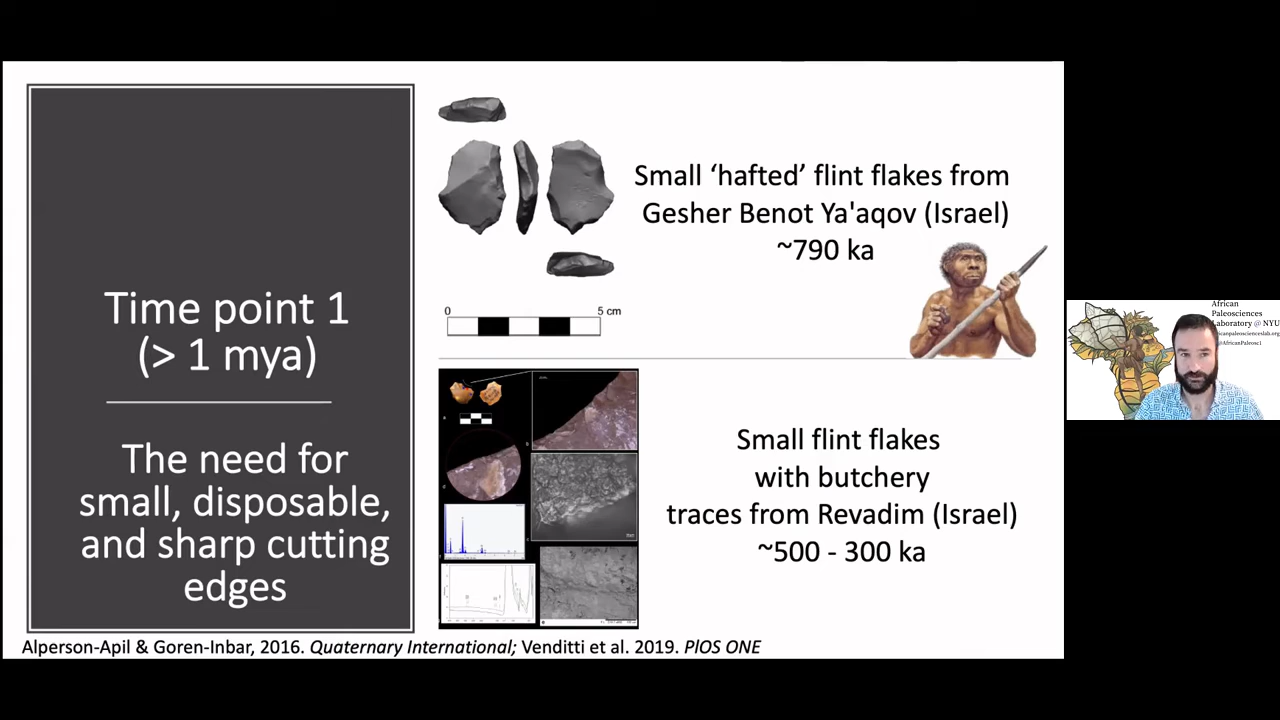 Time point 1
(> 1 mya)
The need for
small, disposable,
and sharp cutting
edges
0 5 cm
Small ‘hafted’ flint flakes from
Gesher Benot Ya'aqov (Israel)
~790 ka
Small flint flakes
with butchery
traces from Revadim (Israel)
~500 - 300 ka
Alperson-Apil & Goren-Inbar, 2016. Quaternary International; Venditti et al. 2019. PlOS ONE
African
Paleosciences
Laboratory @ NYU
@AfricanPaleosci